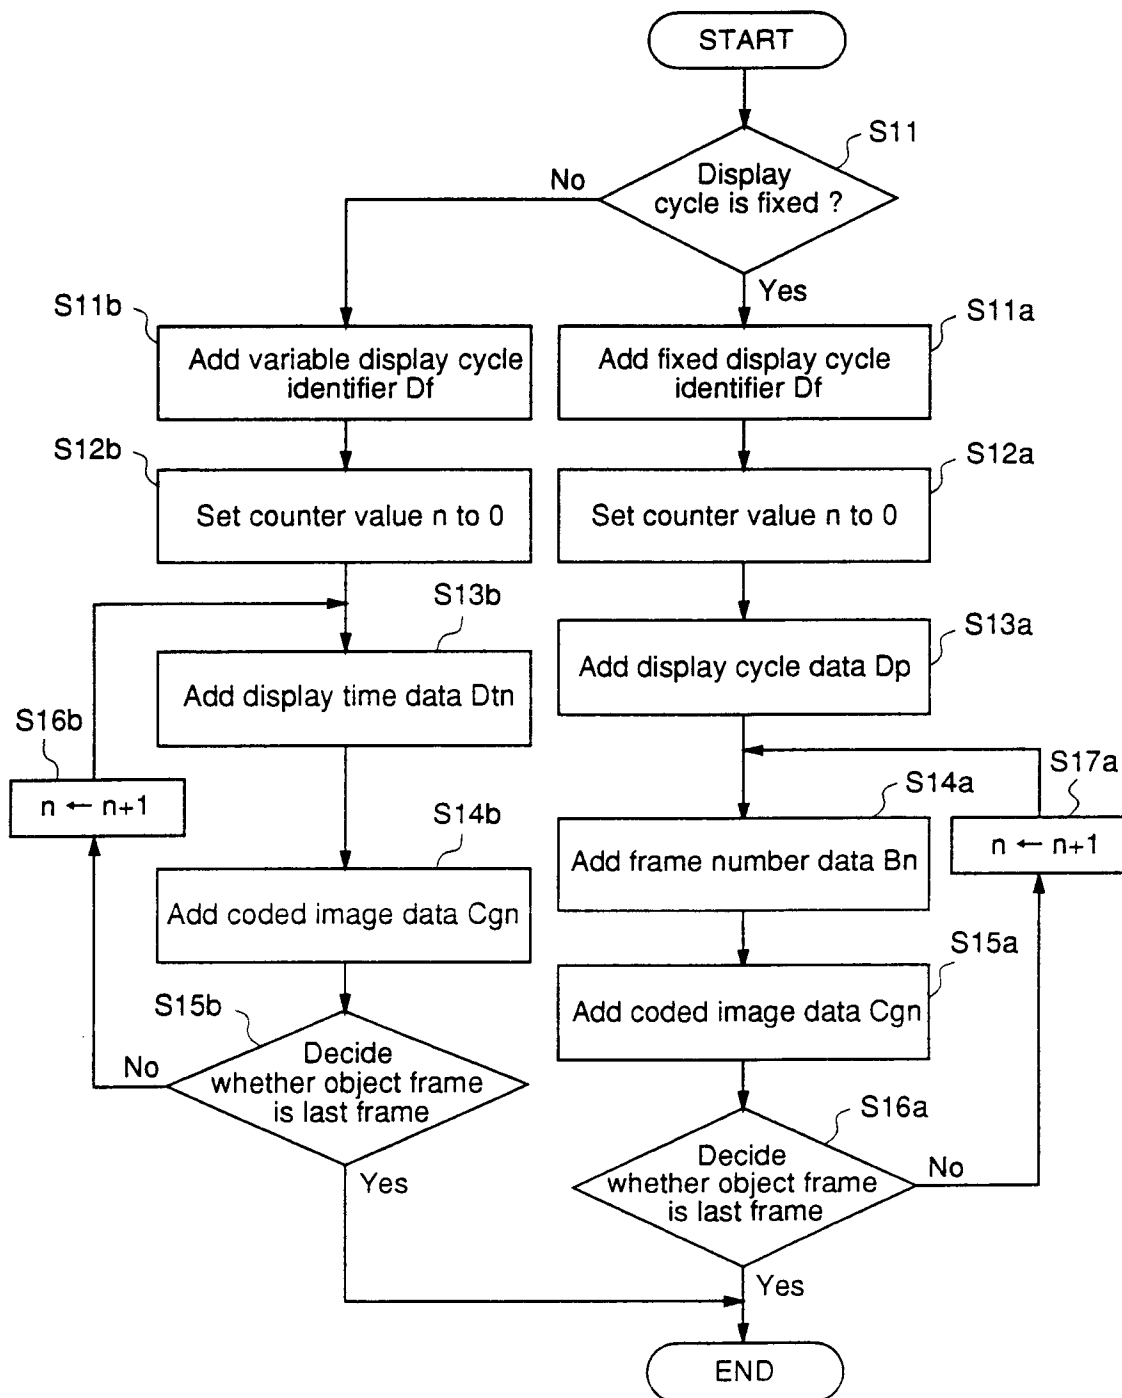 START
S11
Display
cycle is fixed ?
No
Yes
S11b
S11a
Add variable display cycle
identifier Df
Add fixed display cycle
identifier Df
S12b
S12a
Set counter value n to 0
Set counter value n to 0
S13b
S13a
Add display time data Dtn
Add display cycle data Dp
S16b
n ← n+1
S17a
n ← n+1
S14b
S14a
Add coded image data Cgn
Add frame number data Bn
S15a
Add coded image data Cgn
S15b
Decide
whether object frame
is last frame
No
Yes
S16a
Decide
whether object frame
is last frame
No
Yes
END